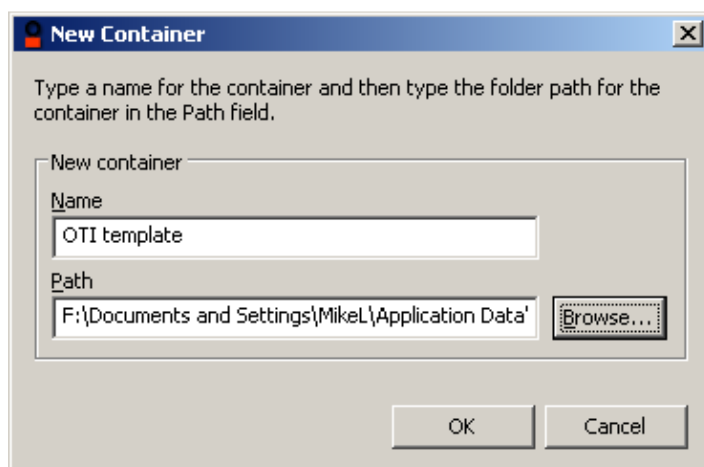 New Container
Type a name for the container and then type the folder path for the
container in the Path field.
New container
Name
OTI template
Path
F:\Documents and Settings\MikeL\Application Data\
Browse...
OK
Cancel